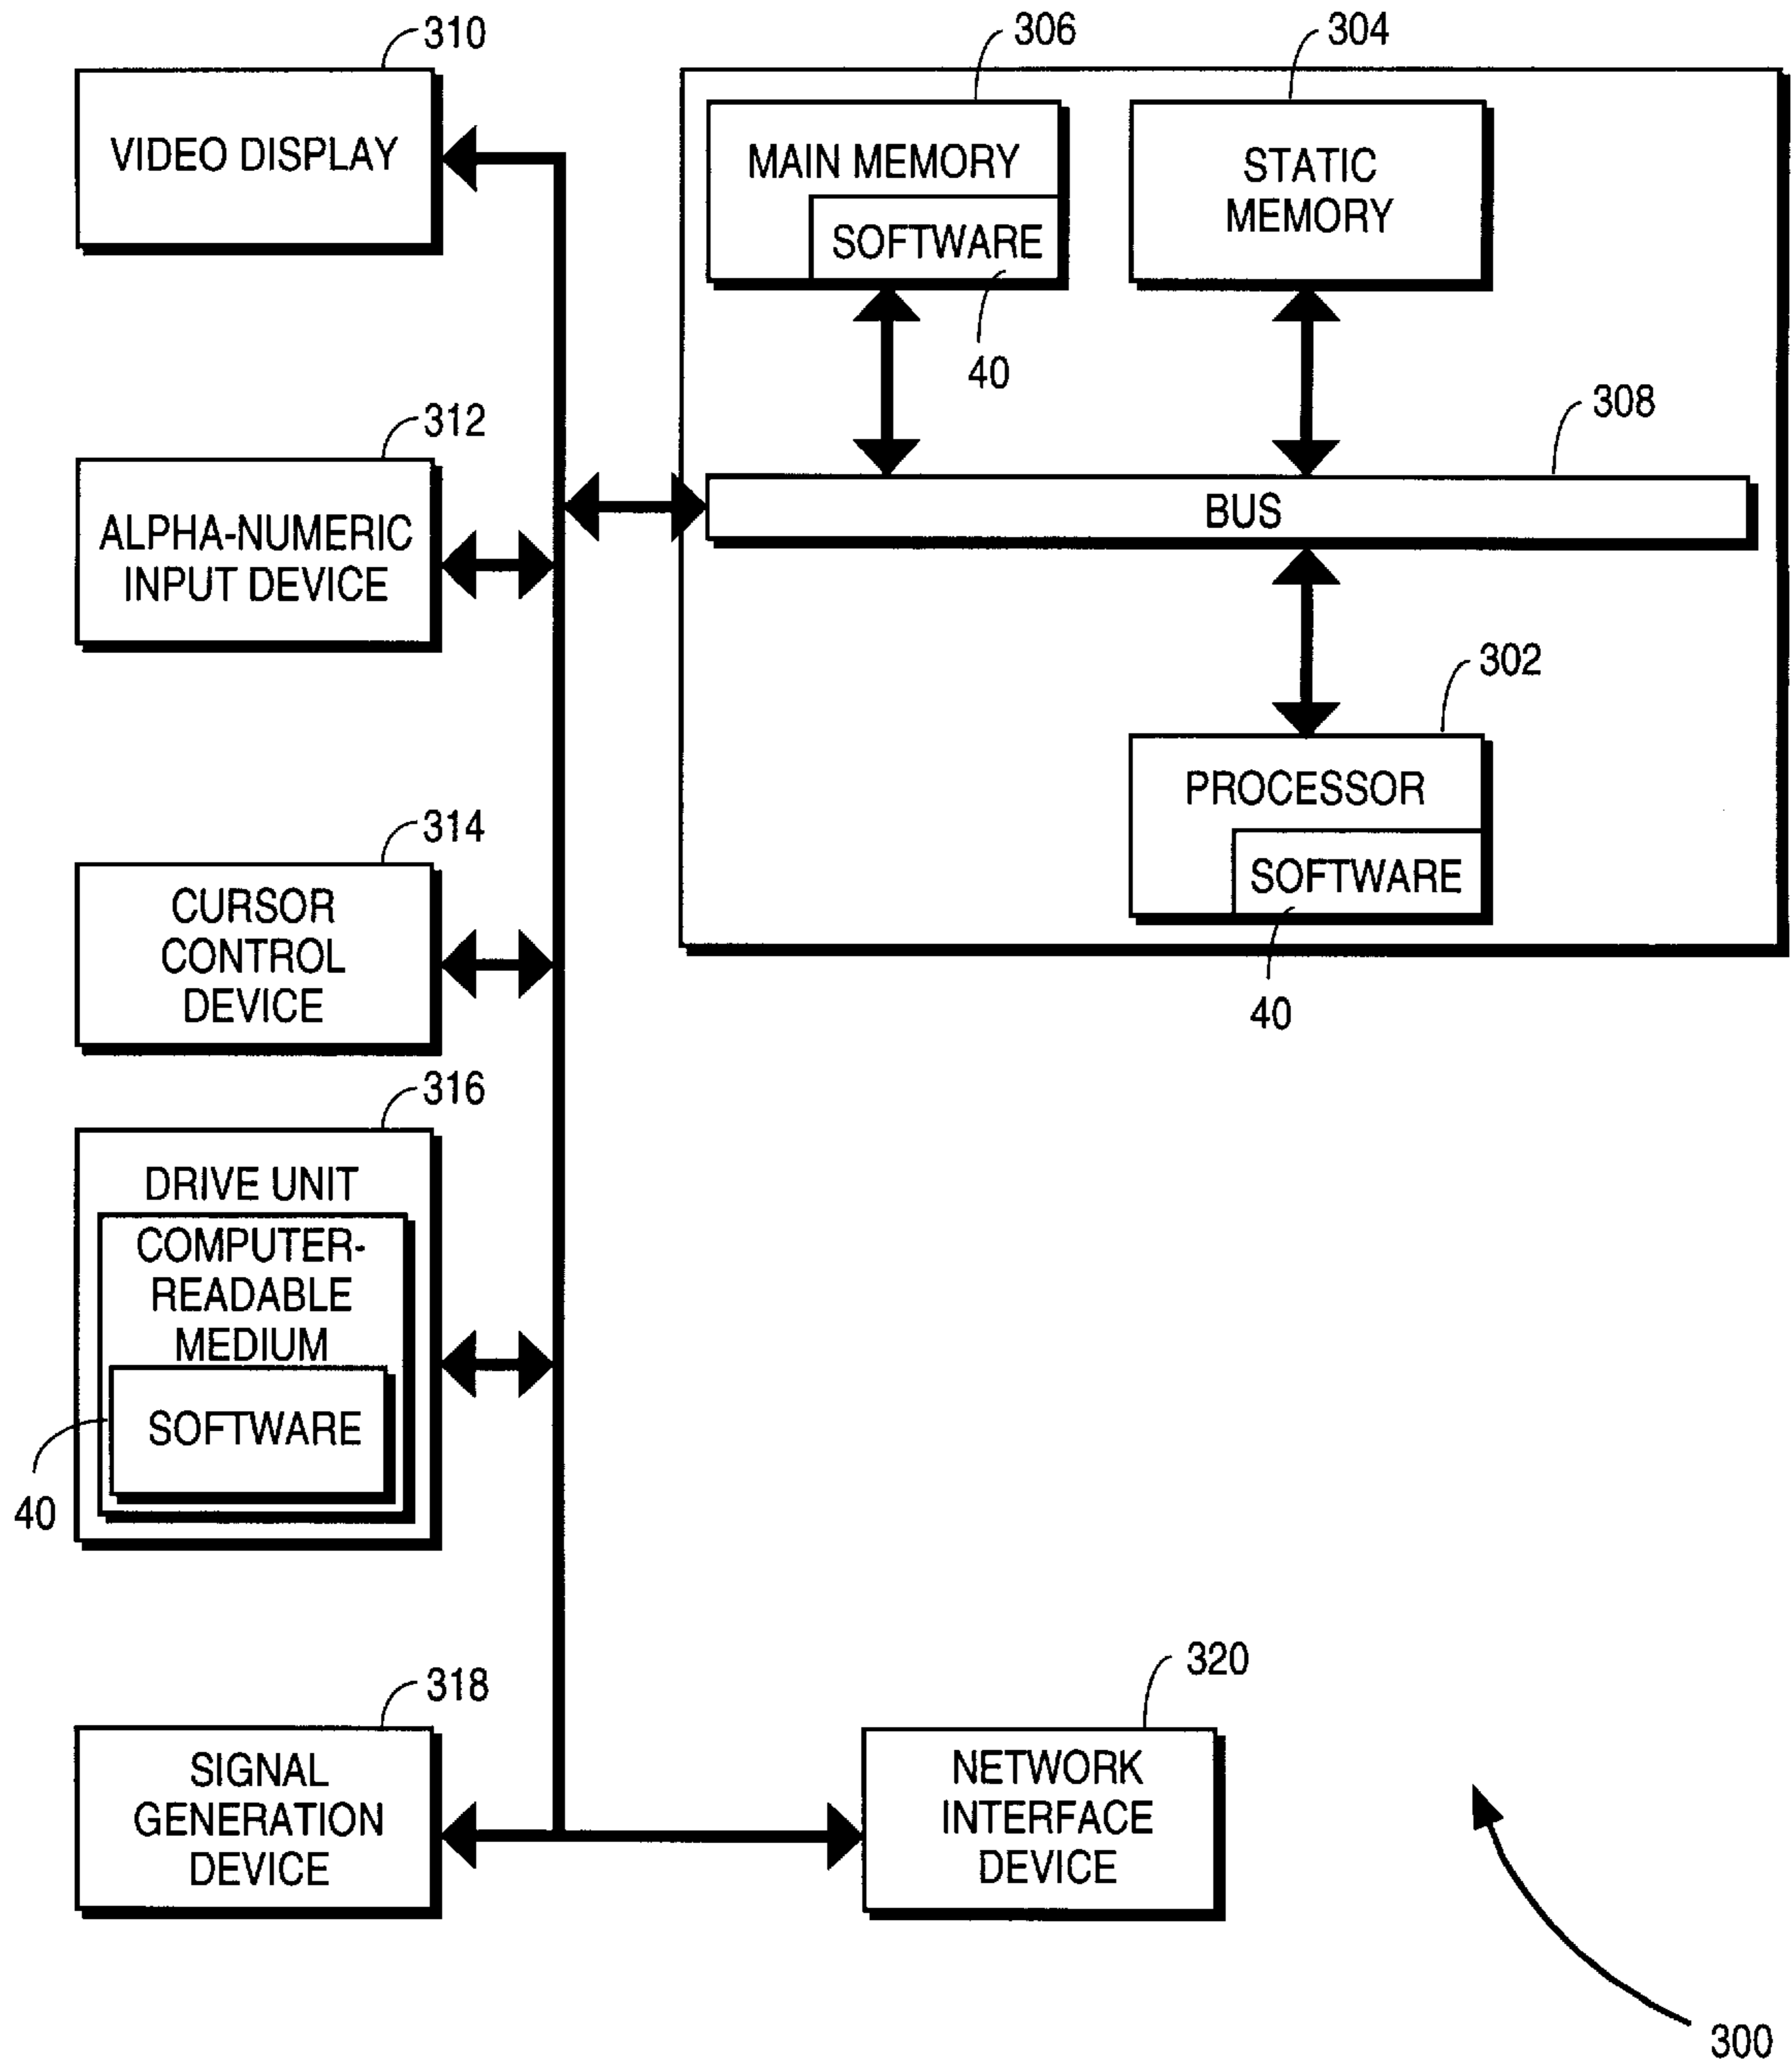 310
VIDEO DISPLAY
306
MAIN MEMORY
SOFTWARE
40
304
STATIC
MEMORY
308
BUS
302
PROCESSOR
SOFTWARE
40
312
ALPHA-NUMERIC
INPUT DEVICE
314
CURSOR
CONTROL
DEVICE
316
DRIVE UNIT
COMPUTER-
READABLE
MEDIUM
SOFTWARE
40
318
SIGNAL
GENERATION
DEVICE
320
NETWORK
INTERFACE
DEVICE
300